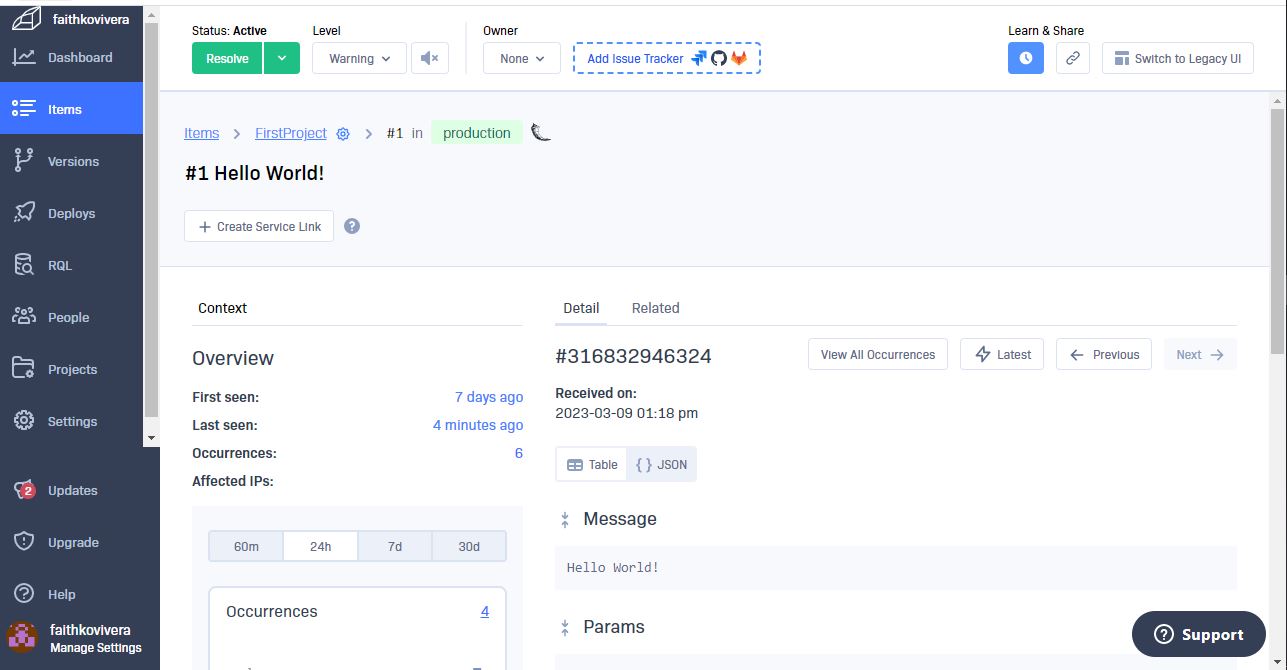 faithkovivera
Dashboard
Items
Versions
Deploys
RQL
People
Projects
Settings
2
Updates
Upgrade
Help
faithkovivera
Manage Settings
Status: Active
Level
Owner
Learn & Share
Resolve
Warning
None
Add Issue Tracker
Switch to Legacy UI
Items > FirstProject > #1 in production
#1 Hello World!
+ Create Service Link ?
Context
Overview
First seen: 7 days ago
Last seen: 4 minutes ago
Occurrences: 6
Affected IPs:
60m 24h 7d 30d
Occurrences 4
Detail Related
#316832946324
View All Occurrences Latest Previous Next
Received on:
2023-03-09 01:18 pm
Table { } JSON
Message
Hello World!
Params
Support